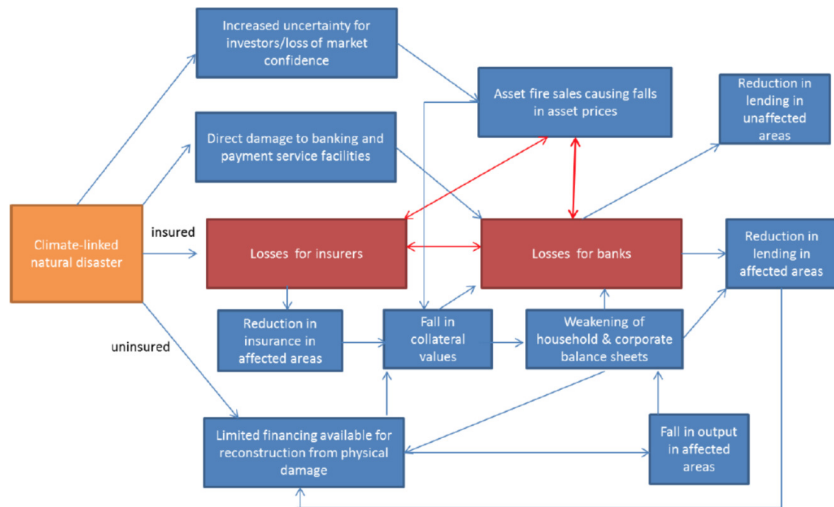 Increased uncertainty for
investors/loss of market
confidence
Asset fire sales causing falls
in asset prices
Reduction in
lending in
unaffected
areas
Direct damage to banking and
payment service facilities
Climate-linked
natural disaster
insured
Losses for insurers
Losses for banks
Reduction in
lending in
affected areas
uninsured
Reduction in
insurance in
affected areas
Fall in
collateral
values
Weakening of
household & corporate
balance sheets
Limited financing available for
reconstruction from physical
damage
Fall in output
in affected
areas